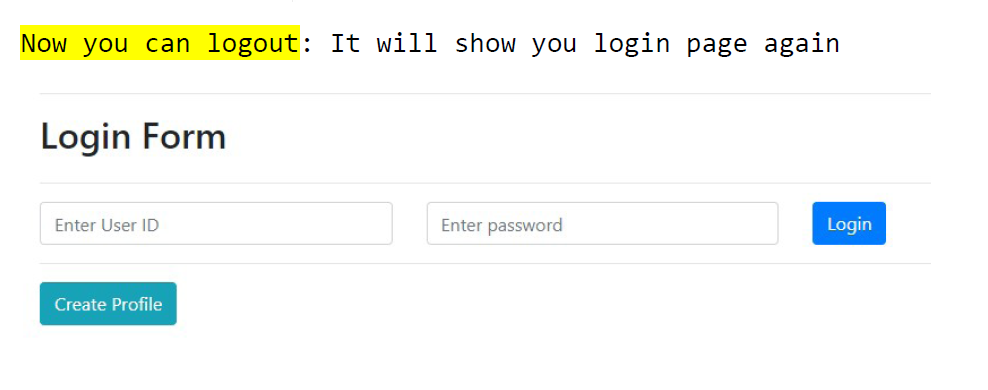 Now you can logout: It will show you login page again
Login Form
Enter User ID
Enter password
Login
Create Profile